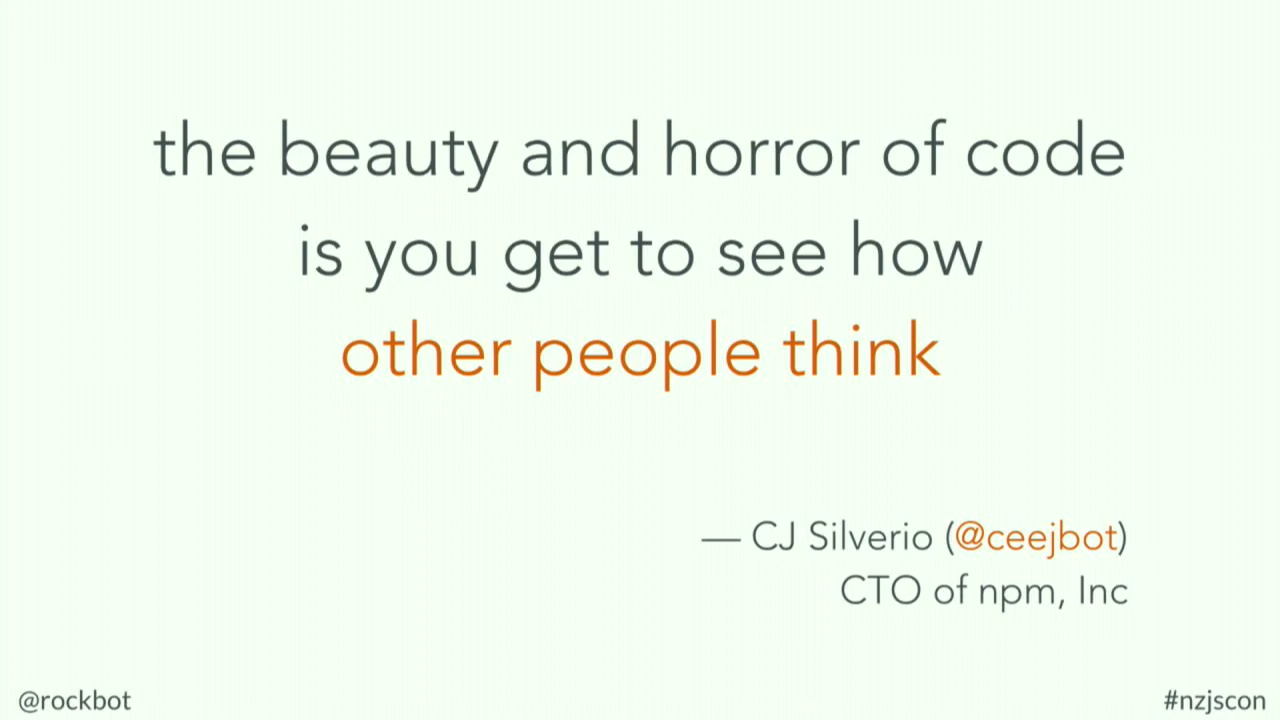 the beauty and horror of code
is you get to see how
other people think
— CJ Silverio (@ceejbot)
CTO of npm, Inc
@rockbot
#nzjscon